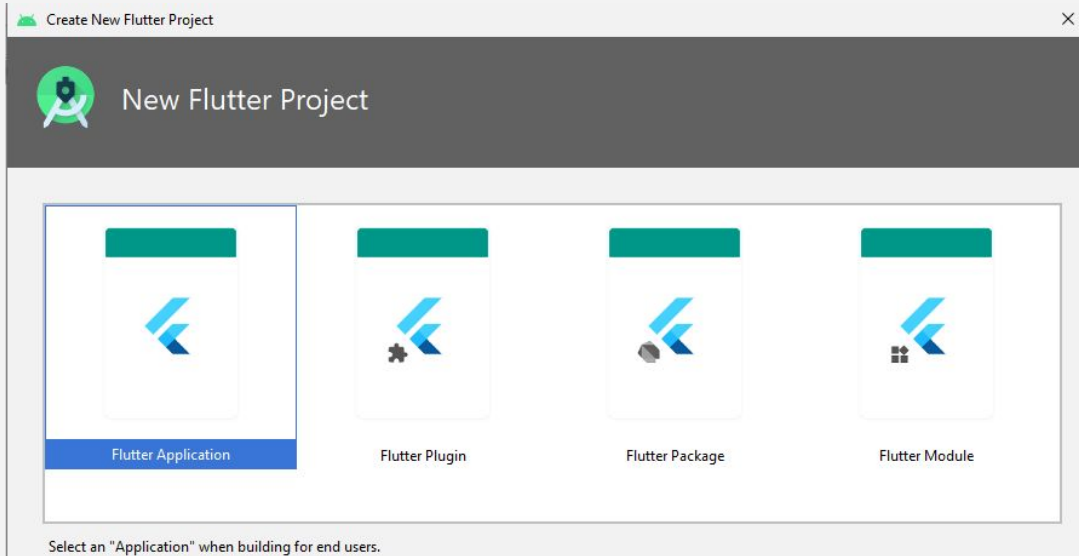 Create New Flutter Project
New Flutter Project
Flutter Application
Flutter Plugin
Flutter Package
Flutter Module
Select an "Application" when building for end users.